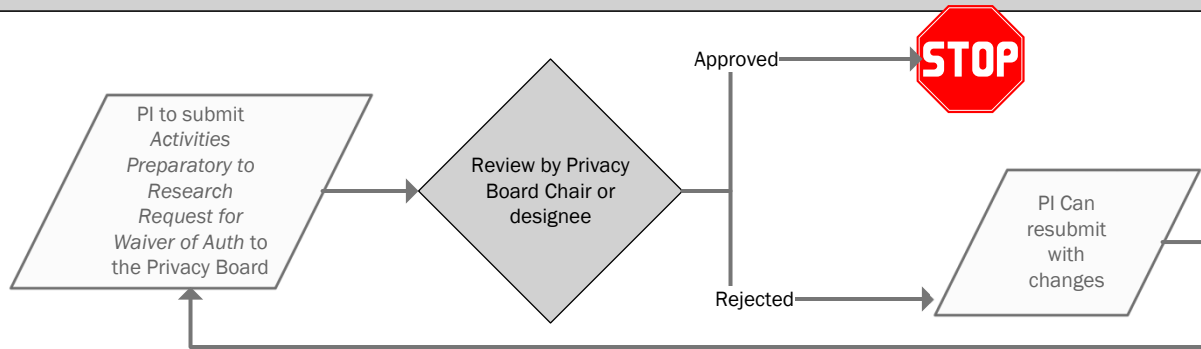 PI to submit
Activities
Preparatory to
Research
Request for
Waiver of Auth to
the Privacy Board
Review by Privacy
Board Chair or
designee
Approved
STOP
Rejected
PI Can
resubmit
with
changes